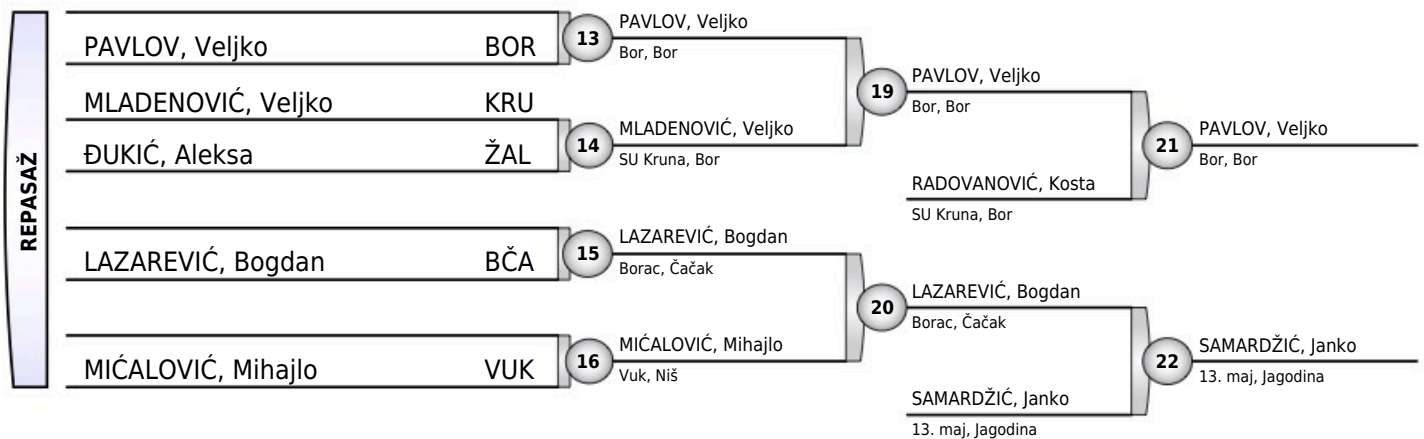 REPASAŽ
PAVLOV, Veljko BOR
MLADENOVIĆ, Veljko KRU
ĐUKIĆ, Aleksa ŽAL
LAZAREVIĆ, Bogdan BČA
MIĆALOVIĆ, Mihajlo VUK
13
PAVLOV, Veljko
Bor, Bor
14
MLADENOVIĆ, Veljko
SU Kruna, Bor
15
LAZAREVIĆ, Bogdan
Borac, Čačak
16
MIĆALOVIĆ, Mihajlo
Vuk, Niš
19
PAVLOV, Veljko
Bor, Bor
RADOVANOVIĆ, Kosta
SU Kruna, Bor
20
LAZAREVIĆ, Bogdan
Borac, Čačak
SAMARDŽIĆ, Janko
13. maj, Jagodina
21
PAVLOV, Veljko
Bor, Bor
22
SAMARDŽIĆ, Janko
13. maj, Jagodina